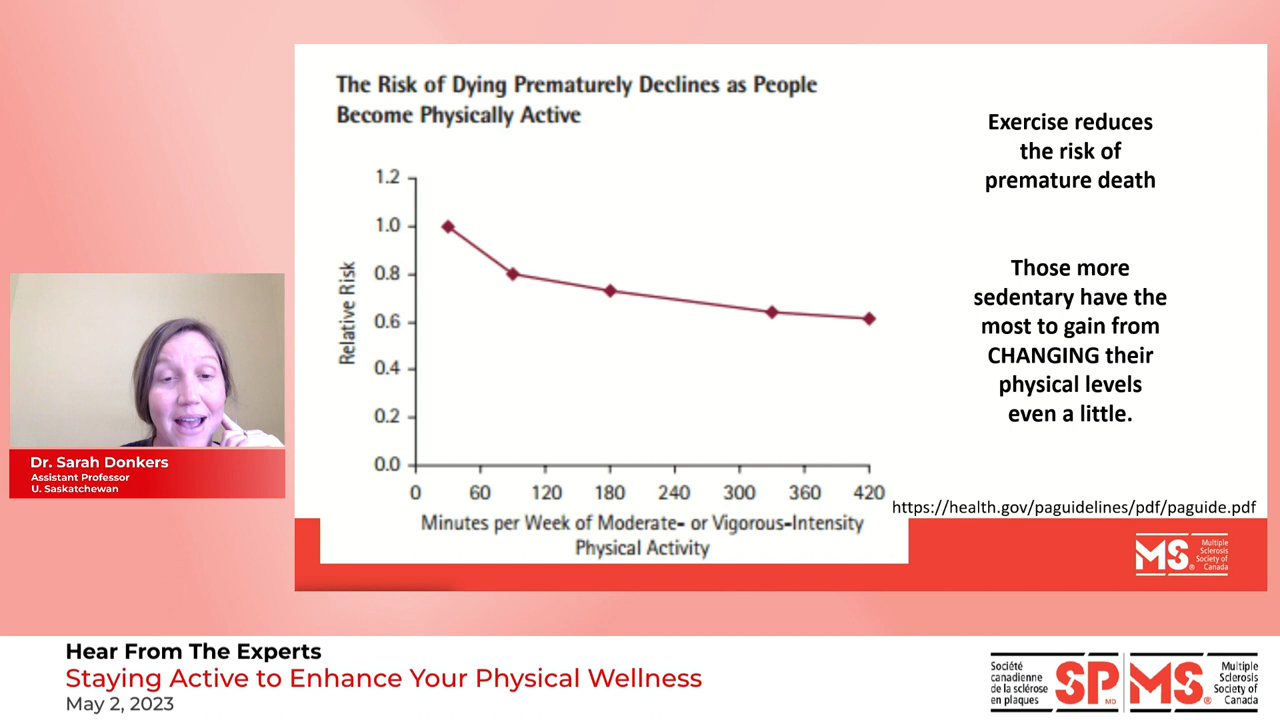 The Risk of Dying Prematurely Declines as People
Become Physically Active
1.2
1.0
0.8
0.6
0.4
0.2
0.0
Relative Risk
0 60 120 180 240 300 360 420
Minutes per Week of Moderate- or Vigorous-Intensity
Physical Activity
Exercise reduces
the risk of
premature death
Those more
sedentary have the
most to gain from
CHANGING their
physical levels
even a little.
https://health.gov/paguidelines/pdf/paguide.pdf
MS®
Multiple
Sclerosis
Society of
Canada
Dr. Sarah Donkers
Assistant Professor
U. Saskatchewan
Hear From The Experts
Staying Active to Enhance Your Physical Wellness
May 2, 2023
Société
canadienne
de la sclérose
en plaques
SP MD
MS®
Multiple
Sclerosis
Society of
Canada